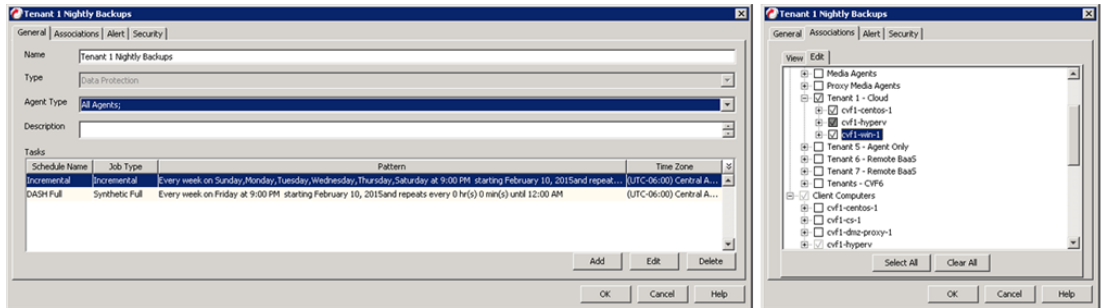 Tenant 1 Nightly Backups
General Associations Alert Security
Name Tenant 1 Nightly Backups
Type Data Protection
Agent Type All Agents;
Description
Tasks
Schedule Name Job Type Pattern Time Zone
Incremental Incremental Every week on Sunday,Monday,Tuesday,Wednesday,Thursday,Saturday at 9:00 PM starting February 10, 2015and repeat... (UTC-06:00) Central A...
DASH Full Synthetic Full Every week on Friday at 9:00 PM starting February 10, 2015and repeats every 0 hr(s) 0 min(s) until 12:00 AM (UTC-06:00) Central A...
Add Edit Delete
OK Cancel Help
Tenant 1 Nightly Backups
General Associations Alert Security
View Edit
Media Agents
Proxy Media Agents
Tenant 1 - Cloud
cvf1-centos-1
cvf1-hyperv
cvf1-win-1
Tenant 5 - Agent Only
Tenant 6 - Remote BaaS
Tenant 7 - Remote BaaS
Tenants - CVF6
Client Computers
cvf1-centos-1
cvf1-cs-1
cvf1-dmz-proxy-1
cvf1-hyperv
Select All Clear All
OK Cancel Help